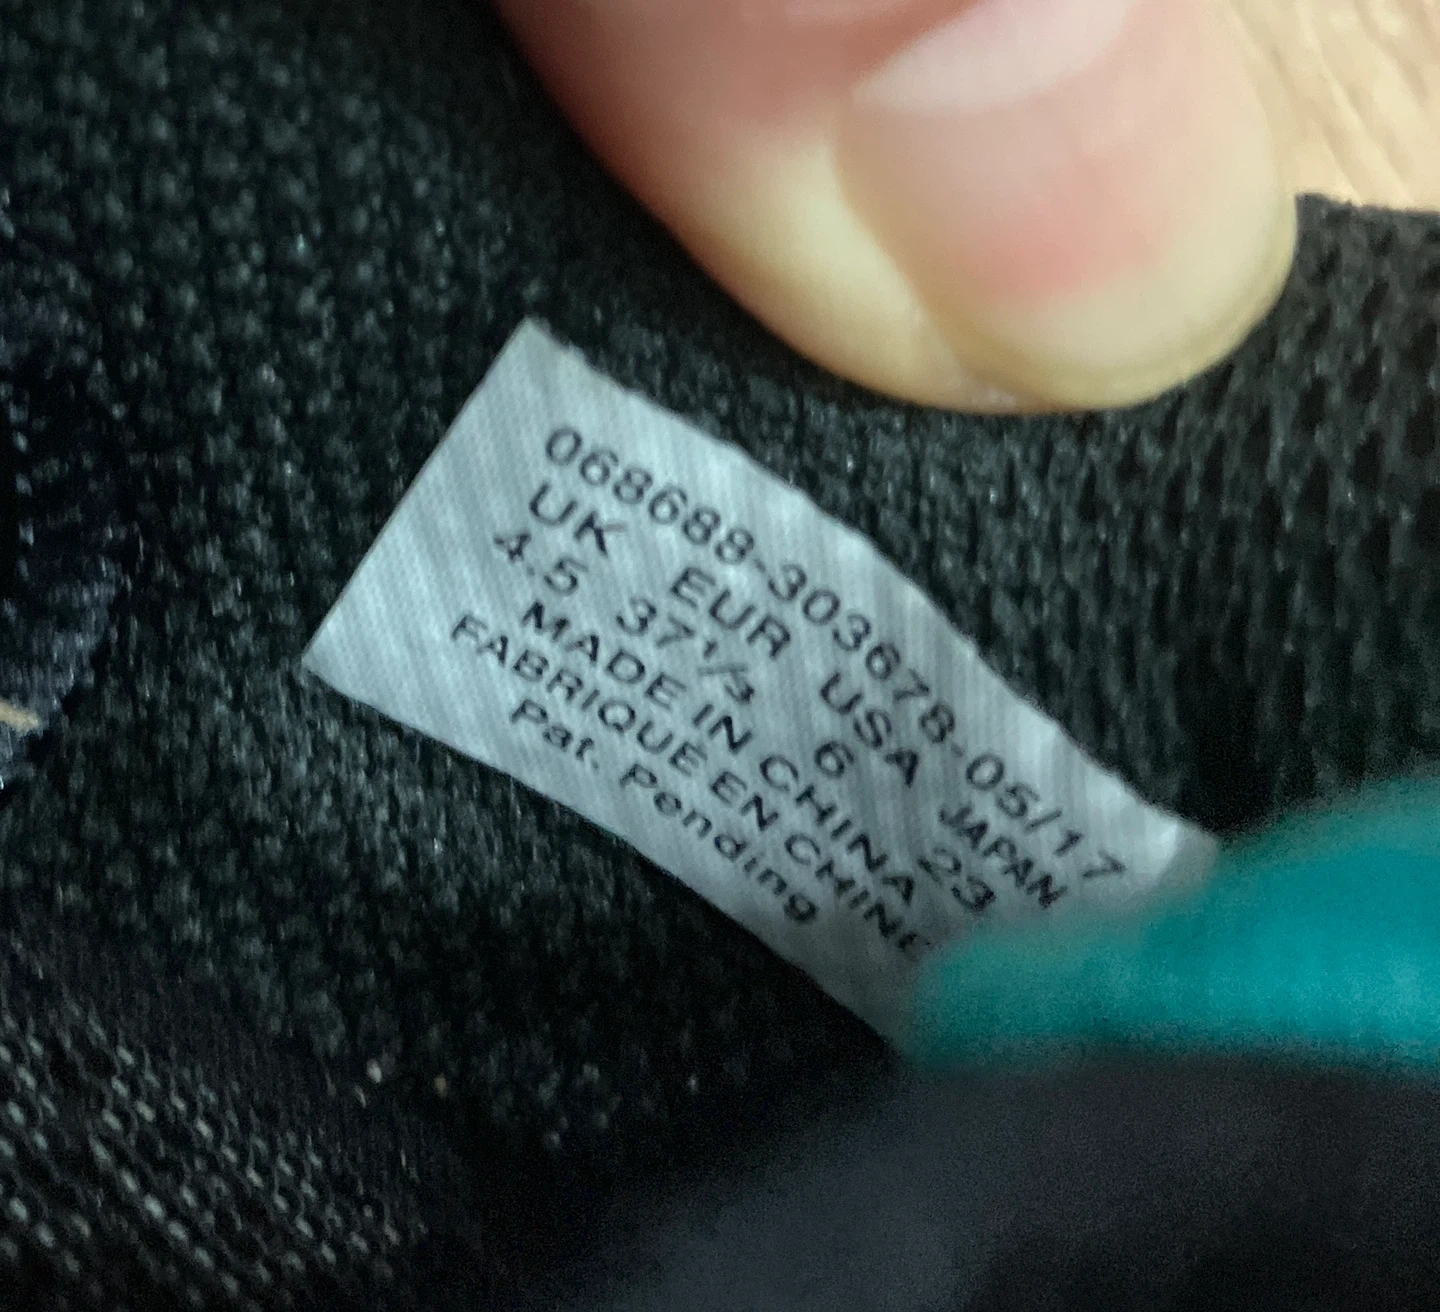 068688-303678-05/17
UK EUR USA JAPAN
4.5 37⅓ 6 23
MADE IN CHINA
FABRIQUÉ EN CHINE
Pat. Pending